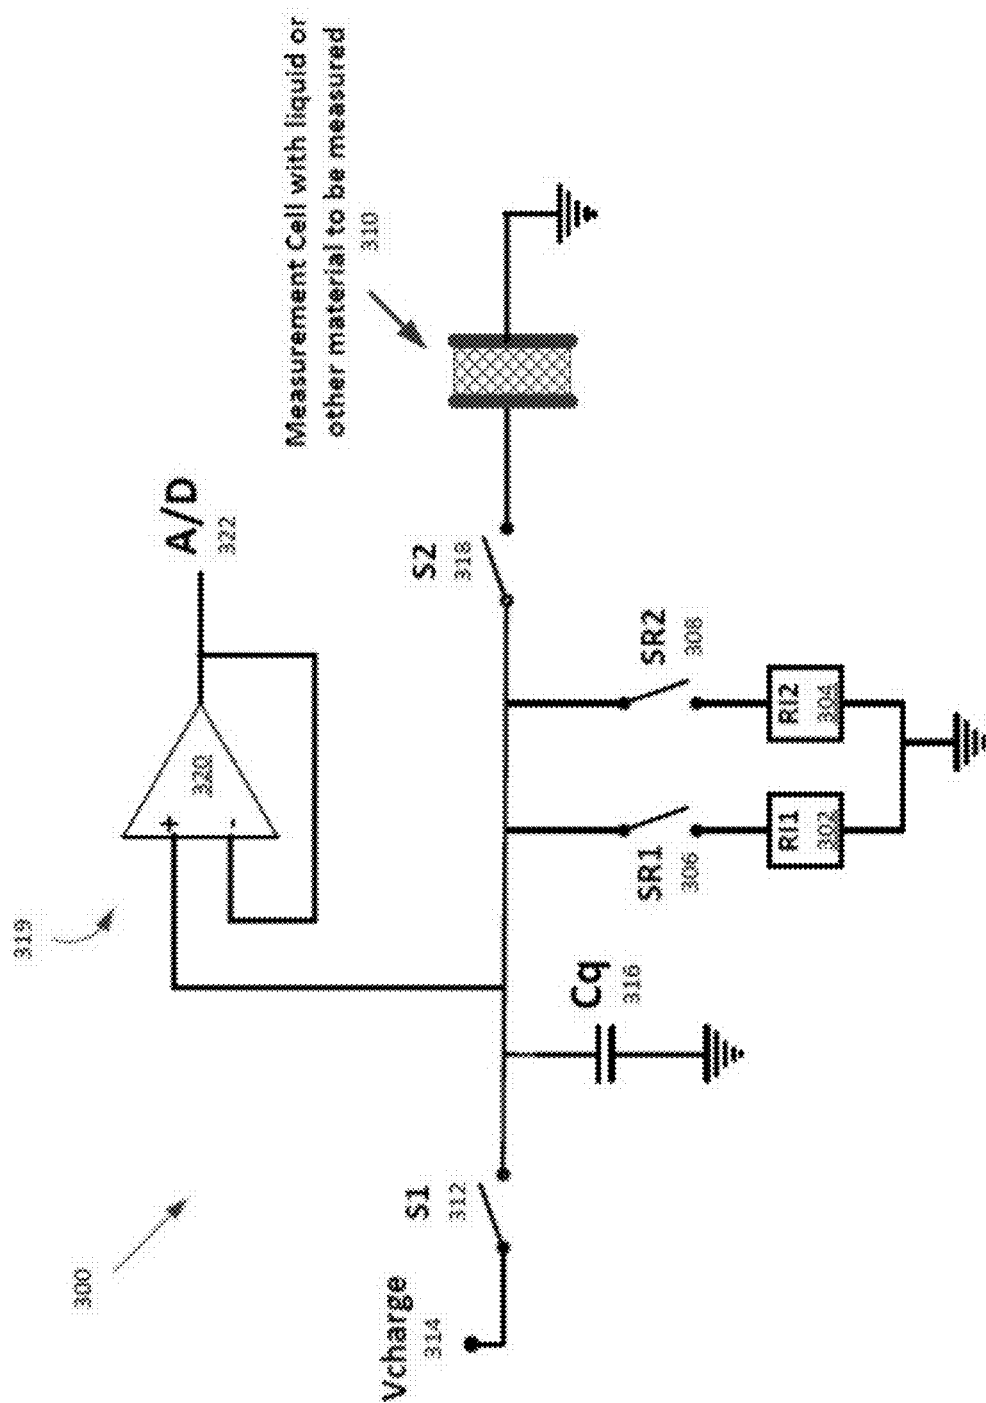 300
319
+
-
320
A/D
322
Measurement Cell with liquid or
other material to be measured
310
Vcharge
314
S1
312
Cq
316
S2
318
SR1
306
SR2
308
RI1
302
RI2
304